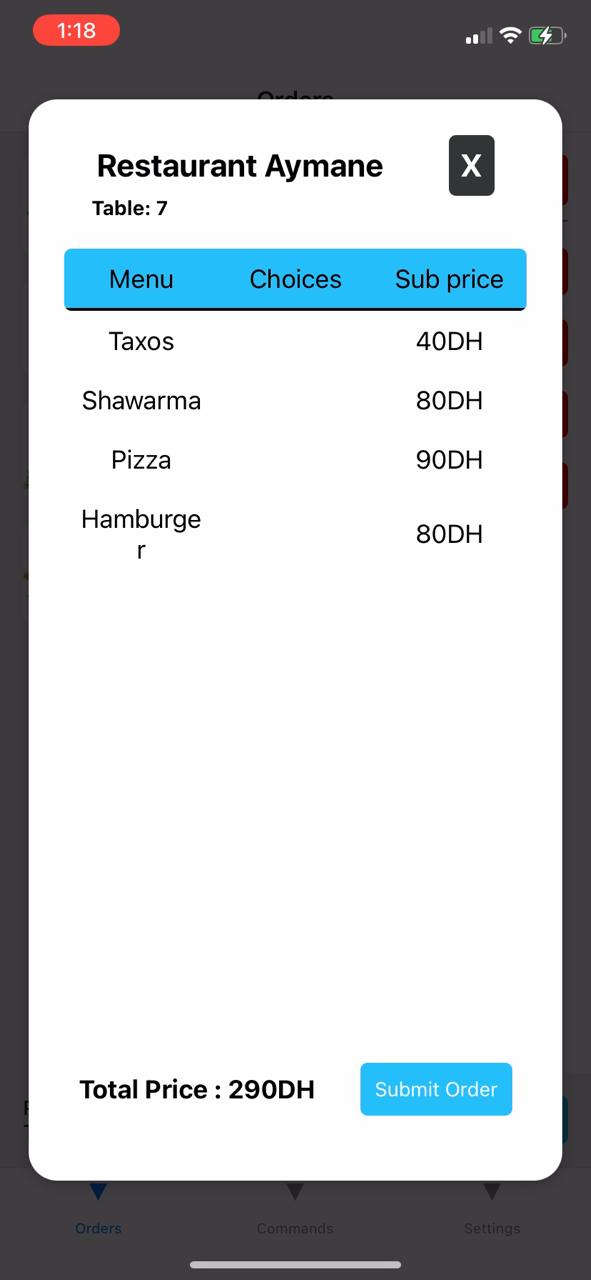 1:18
Orders
Restaurant Aymane
X
Table: 7
Menu Choices Sub price
Taxos 40DH
Shawarma 80DH
Pizza 90DH
Hamburge
r 80DH
Total Price : 290DH
Submit Order
Orders Commands Settings